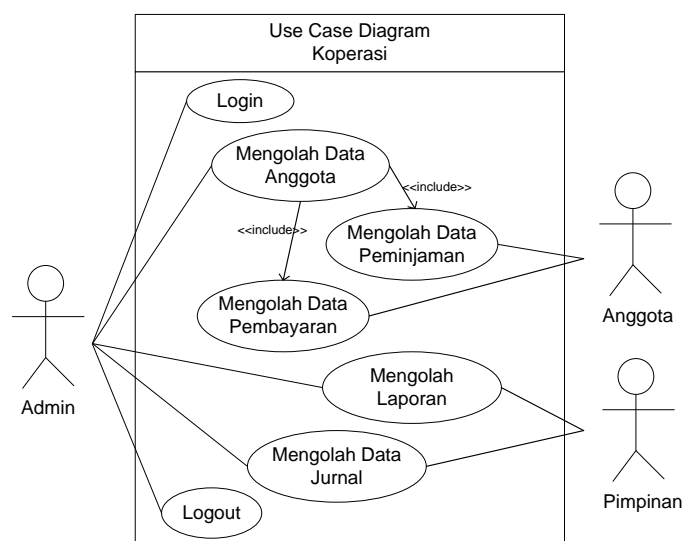 Use Case Diagram
Koperasi
Login
Mengolah Data
Anggota
<<include>>
<<include>>
Mengolah Data
Peminjaman
Mengolah Data
Pembayaran
Anggota
Mengolah
Laporan
Admin
Mengolah Data
Jurnal
Pimpinan
Logout